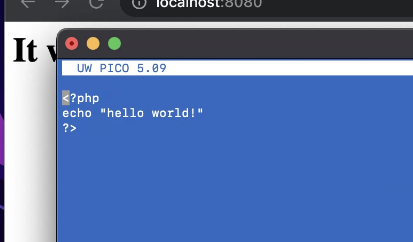 localhost:8080
It
UW PICO 5.09
<?php
echo "hello world!"
?>